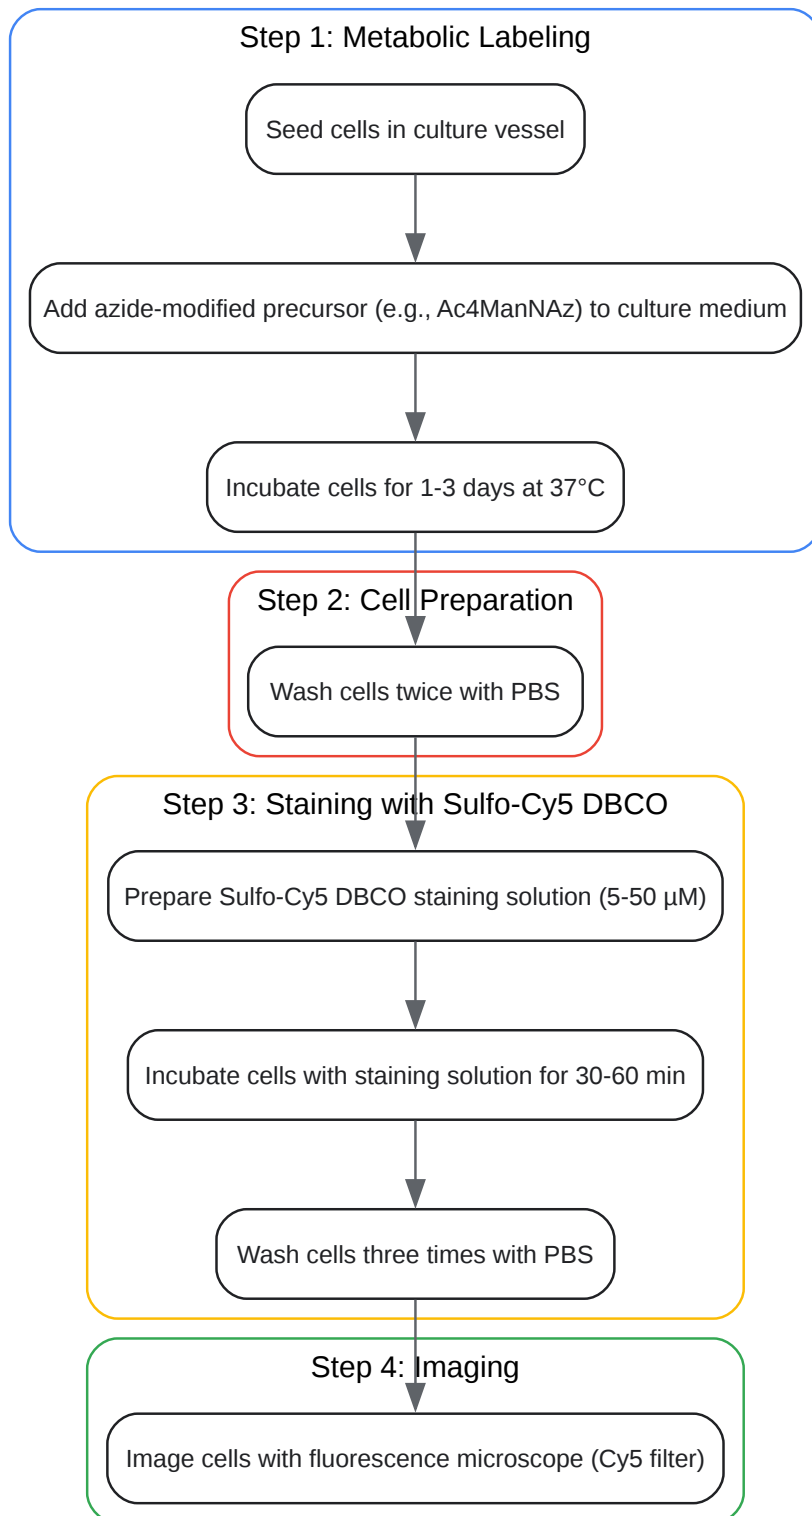 Step 1: Metabolic Labeling
Seed cells in culture vessel
Add azide-modified precursor (e.g., Ac4ManNAz) to culture medium
Incubate cells for 1-3 days at 37°C
Step 2: Cell Preparation
Wash cells twice with PBS
Step 3: Staining with Sulfo-Cy5 DBCO
Prepare Sulfo-Cy5 DBCO staining solution (5-50 µM)
Incubate cells with staining solution for 30-60 min
Wash cells three times with PBS
Step 4: Imaging
Image cells with fluorescence microscope (Cy5 filter)